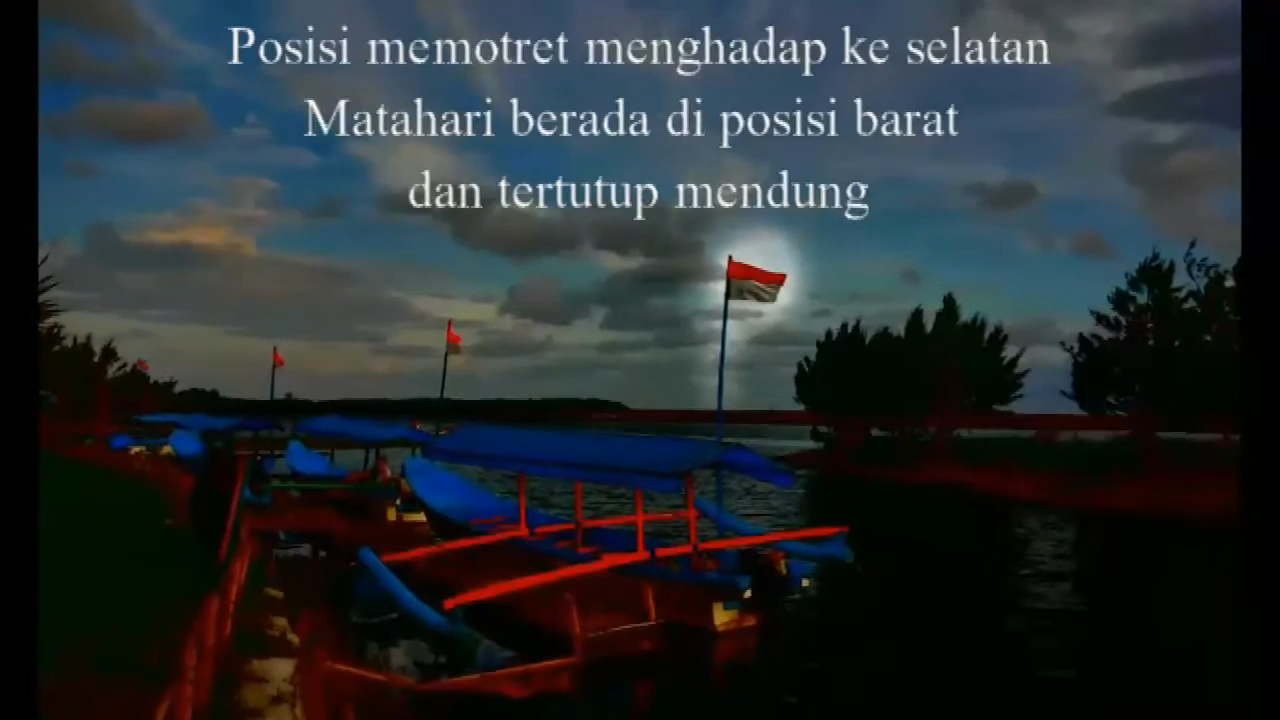 Posisi memotret menghadap ke selatan
Matahari berada di posisi barat
dan tertutup mendung